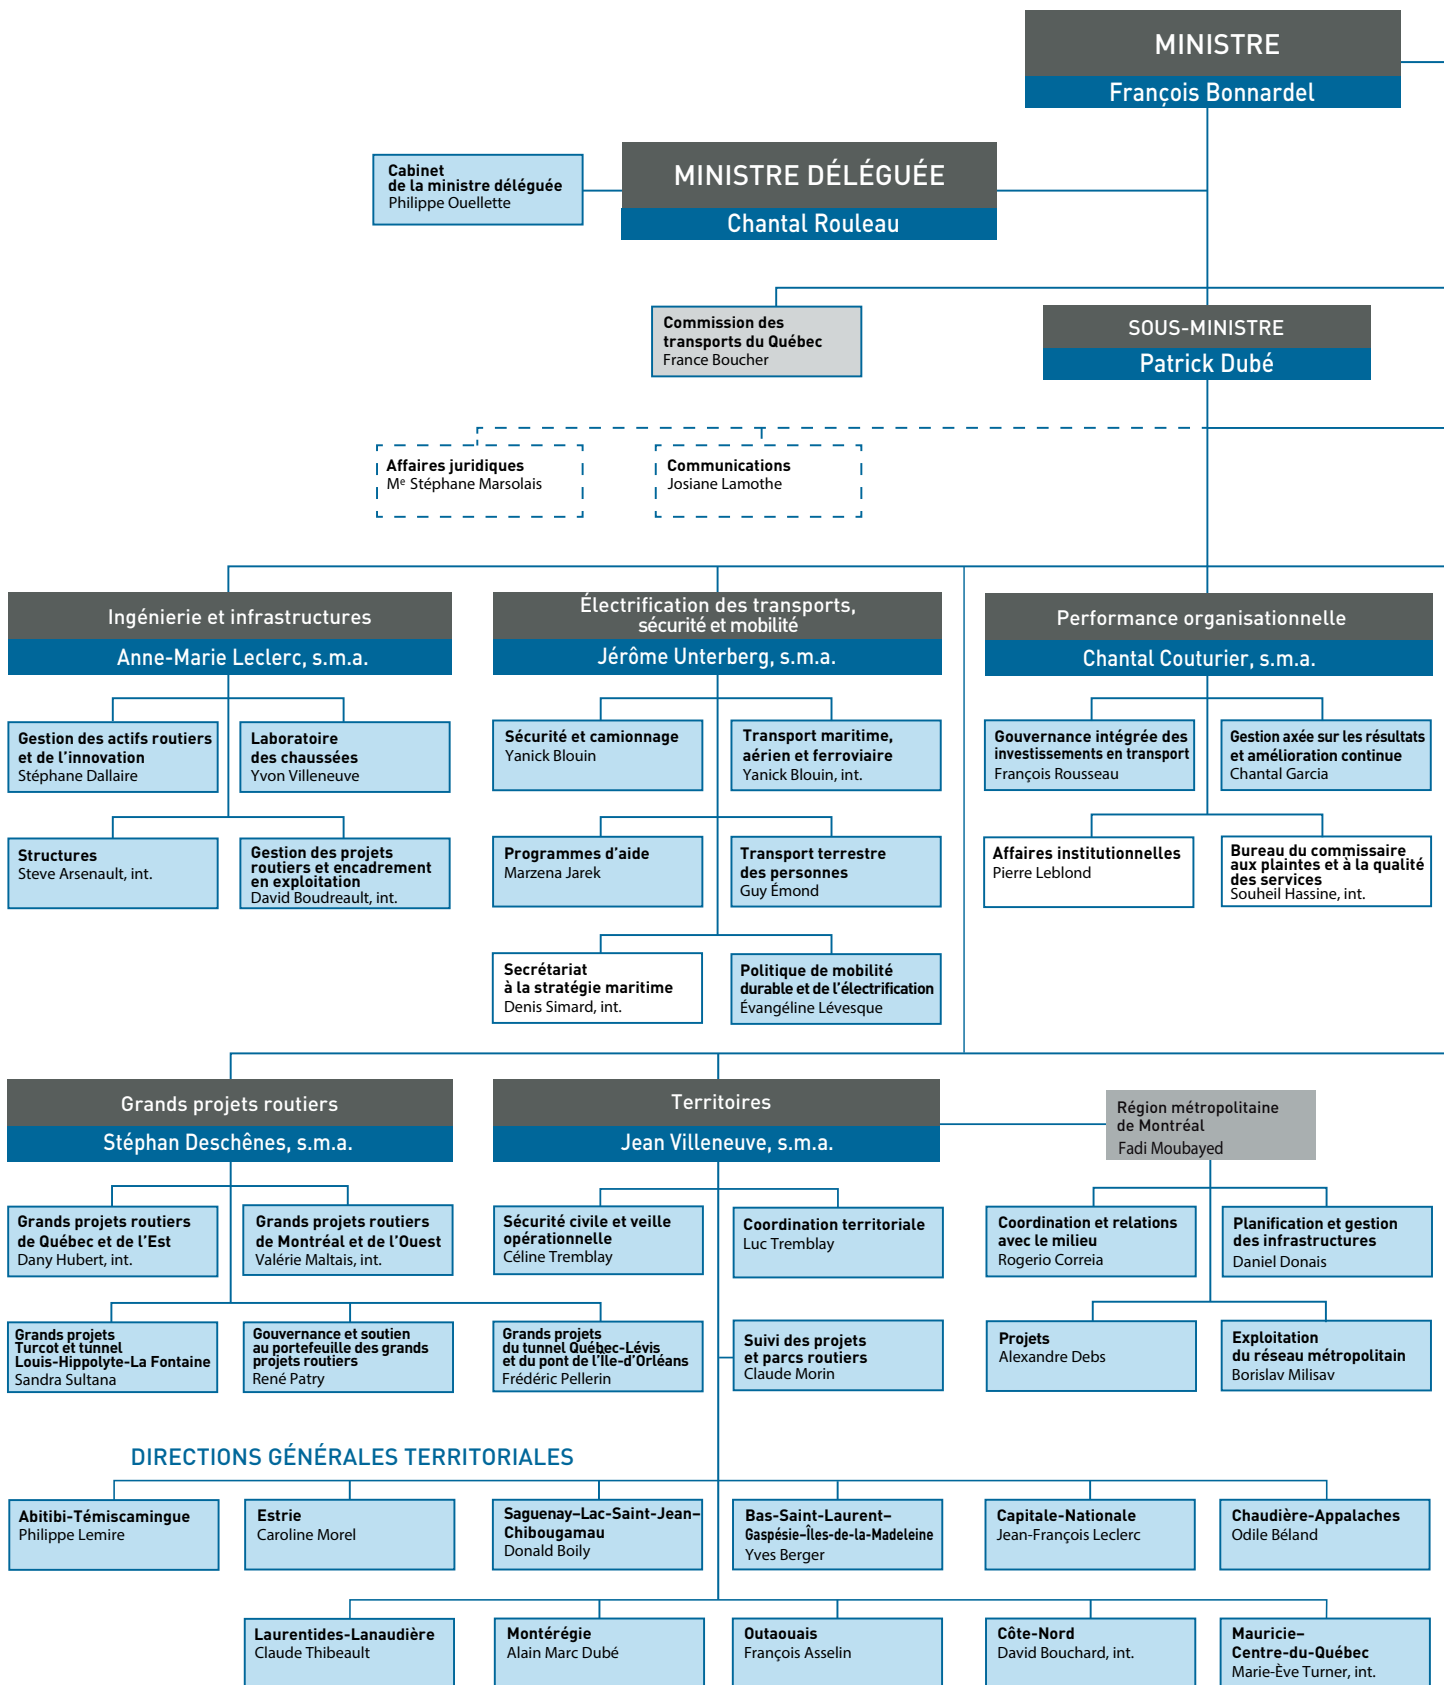 MINISTRE
François Bonnardel
Cabinet
de la ministre déléguée
Philippe Ouellette
MINISTRE DÉLÉGUÉE
Chantal Rouleau
Commission des
transports du Québec
France Boucher
SOUS-MINISTRE
Patrick Dubé
Affaires juridiques
Me Stéphane Marsolais
Communications
Josiane Lamothe
Ingénierie et infrastructures
Anne-Marie Leclerc, s.m.a.
Électrification des transports,
sécurité et mobilité
Jérôme Unterberg, s.m.a.
Performance organisationnelle
Chantal Couturier, s.m.a.
Gestion des actifs routiers
et de l'innovation
Stéphane Dallaire
Laboratoire
des chaussées
Yvon Villeneuve
Sécurité et camionnage
Yanick Blouin
Transport maritime,
aérien et ferroviaire
Yanick Blouin, int.
Gouvernance intégrée des
investissements en transport
François Rousseau
Gestion axée sur les résultats
et amélioration continue
Chantal Garcia
Structures
Steve Arsenault, int.
Gestion des projets
routiers et encadrement
en exploitation
David Boudreault, int.
Programmes d'aide
Marzena Jarek
Transport terrestre
des personnes
Guy Émond
Affaires institutionnelles
Pierre Leblond
Bureau du commissaire
aux plaintes et à la qualité
des services
Souheil Hassine, int.
Secrétariat
à la stratégie maritime
Denis Simard, int.
Politique de mobilité
durable et de l'électrification
Évangéline Lévesque
Grands projets routiers
Stéphan Deschênes, s.m.a.
Territoires
Jean Villeneuve, s.m.a.
Région métropolitaine
de Montréal
Fadi Moubayed
Grands projets routiers
de Québec et de l'Est
Dany Hubert, int.
Grands projets routiers
de Montréal et de l'Ouest
Valérie Maltais, int.
Sécurité civile et veille
opérationnelle
Céline Tremblay
Coordination territoriale
Luc Tremblay
Coordination et relations
avec le milieu
Rogerio Correia
Planification et gestion
des infrastructures
Daniel Donais
Grands projets
Turcot et tunnel
Louis-Hippolyte-La Fontaine
Sandra Sultana
Gouvernance et soutien
au portefeuille des grands
projets routiers
René Patry
Grands projets
du tunnel Québec-Lévis
et du pont de l'Île-d'Orléans
Frédéric Pellerin
Suivi des projets
et parcs routiers
Claude Morin
Projets
Alexandre Debs
Exploitation
du réseau métropolitain
Borislav Milisav
DIRECTIONS GÉNÉRALES TERRITORIALES
Abitibi-Témiscamingue
Philippe Lemire
Estrie
Caroline Morel
Saguenay–Lac-Saint-Jean–
Chibougamau
Donald Boily
Bas-Saint-Laurent–
Gaspésie–Îles-de-la-Madeleine
Yves Berger
Capitale-Nationale
Jean-François Leclerc
Chaudière-Appalaches
Odile Béland
Laurentides-Lanaudière
Claude Thibeault
Montérégie
Alain Marc Dubé
Outaouais
François Asselin
Côte-Nord
David Bouchard, int.
Mauricie–
Centre-du-Québec
Marie-Ève Turner, int.